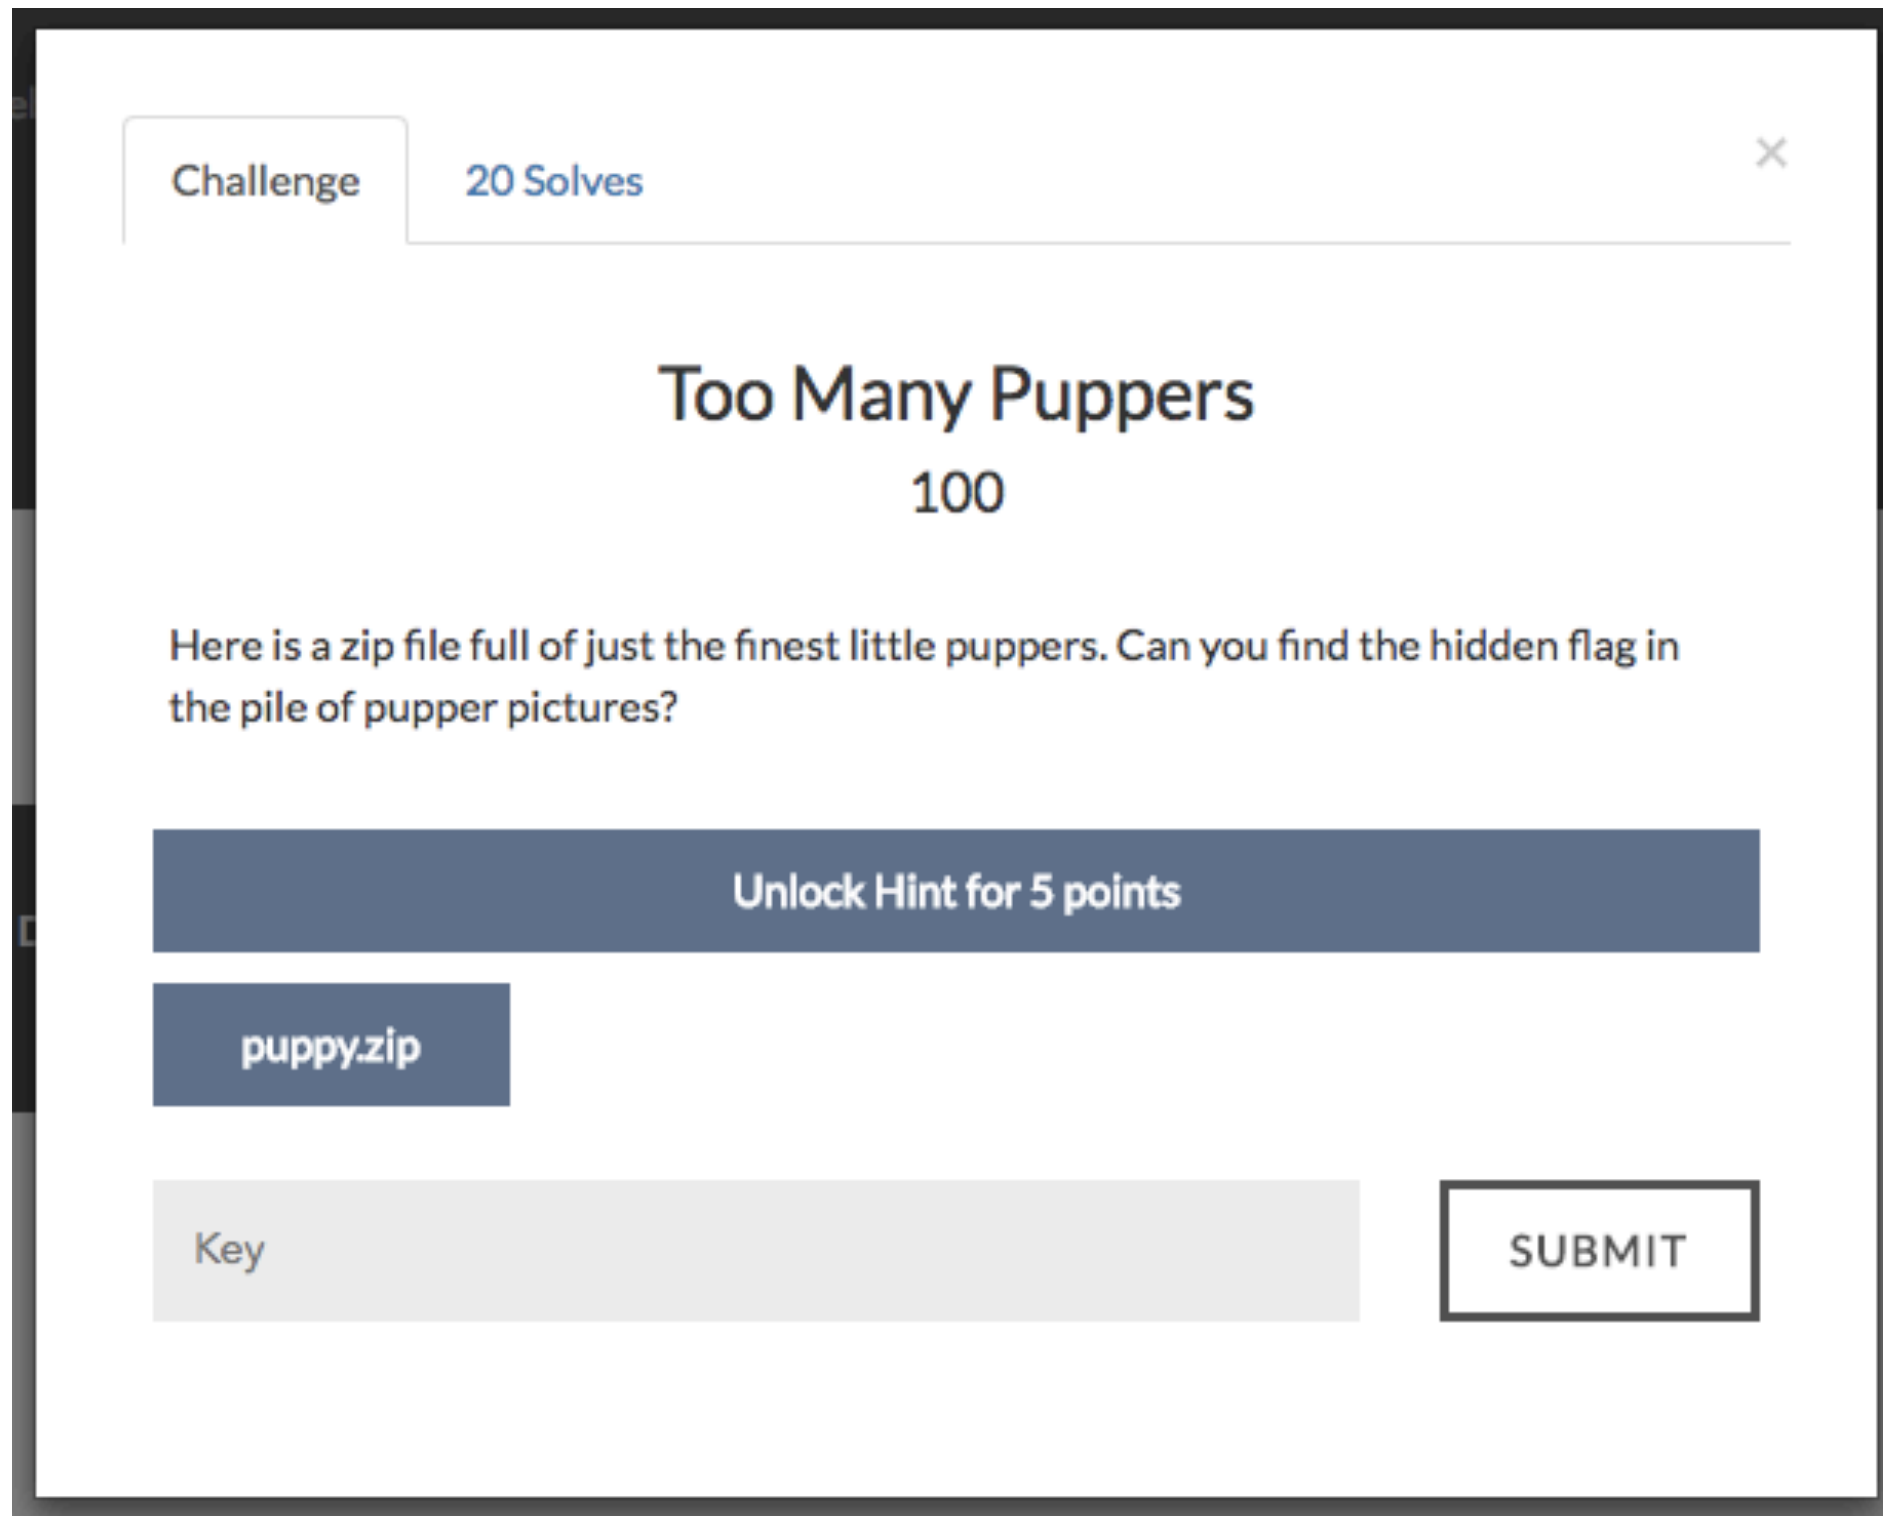 Challenge
20 Solves
×
Too Many Puppers
100
Here is a zip file full of just the finest little puppers. Can you find the hidden flag in
the pile of pupper pictures?
Unlock Hint for 5 points
puppy.zip
Key
SUBMIT